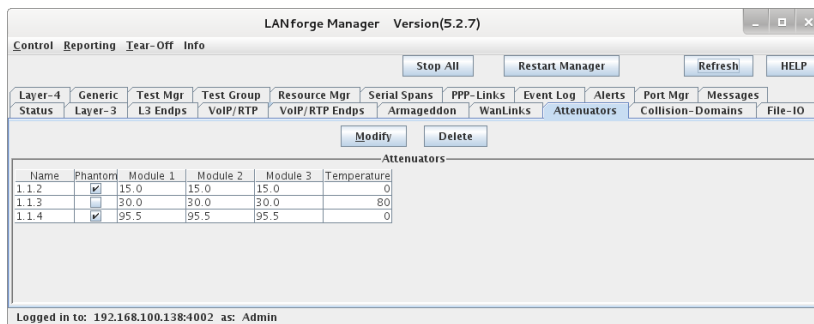 LANforge Manager Version(5.2.7)
Control Reporting Tear-Off Info
Stop All Restart Manager Refresh HELP
Layer-4 Generic Test Mgr Test Group Resource Mgr Serial Spans PPP-Links Event Log Alerts Port Mgr Messages
Status Layer-3 L3 Endps VoIP/RTP VoIP/RTP Endps Armageddon WanLinks Attenuators Collision-Domains File-IO
Modify Delete
Attenuators
Name Phantom Module 1 Module 2 Module 3 Temperature
1.1.2 15.0 15.0 15.0 0
1.1.3 30.0 30.0 30.0 80
1.1.4 95.5 95.5 95.5 0
Logged in to: 192.168.100.138:4002 as: Admin